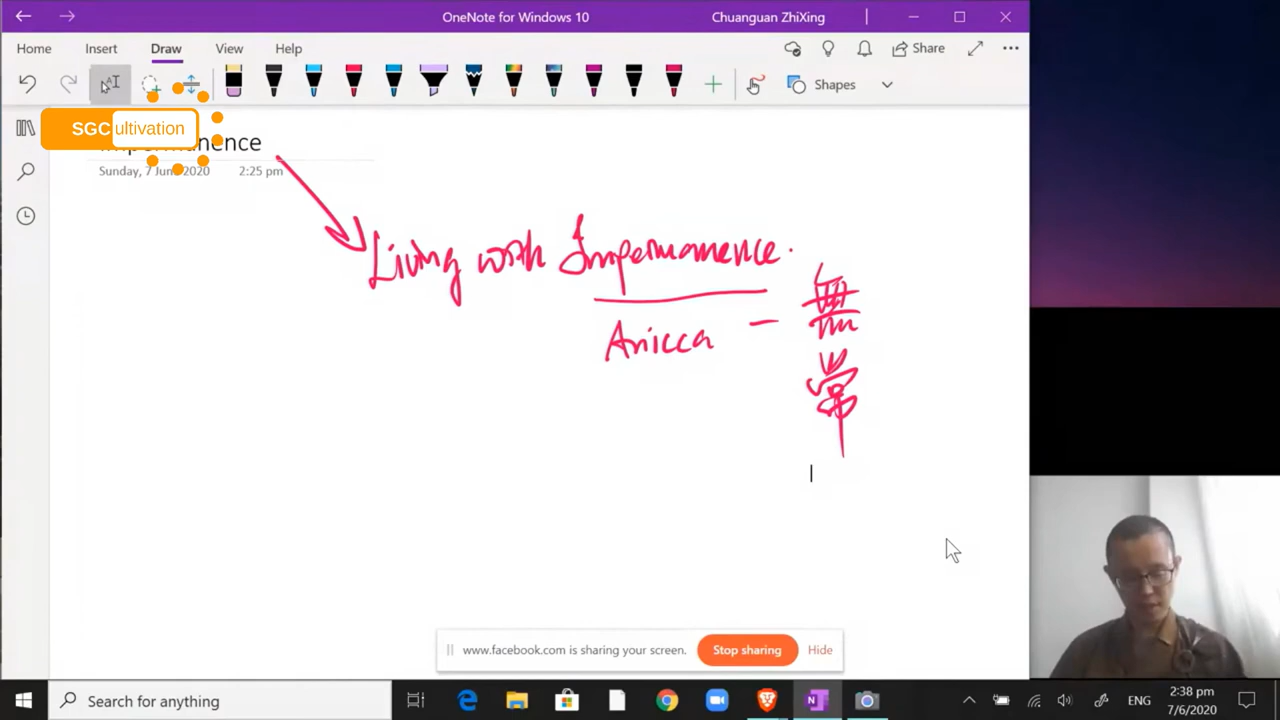 OneNote for Windows 10
Chuanguan ZhiXing
Home Insert Draw View Help
Share
Shapes
SGCultivation
Sunday, 7 June 2020 2:25 pm
Living with Impermanence.
Anicca — 無常
www.facebook.com is sharing your screen. Stop sharing Hide
Search for anything
ENG
2:38 pm
7/6/2020